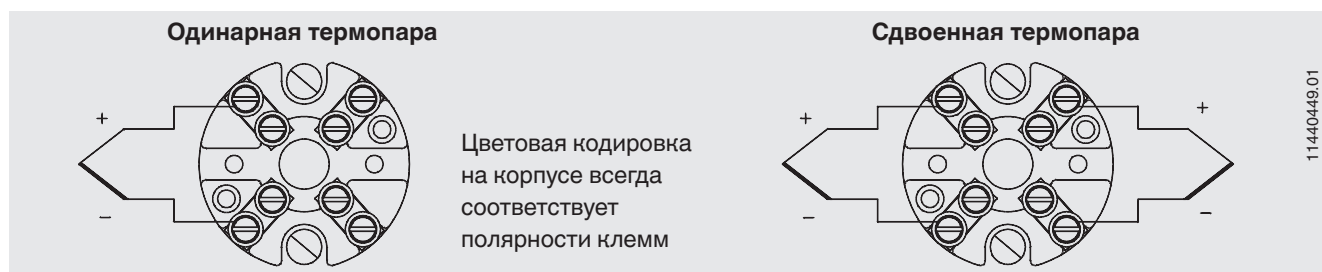 Одинарная термопара
Сдвоенная термопара
+
–
Цветовая кодировка
на корпусе всегда
соответствует
полярности клемм
+
–
+
–
11440449.01